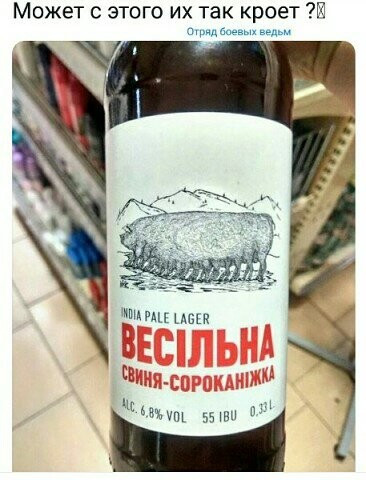 Может с этого их так кроет ?
Отряд боевых ведьм
INDIA PALE LAGER
ВЕСІЛЬНА
СВИНЯ-СОРОКАНІЖКА
ALC. 6,8% VOL 55 IBU 0,33 L